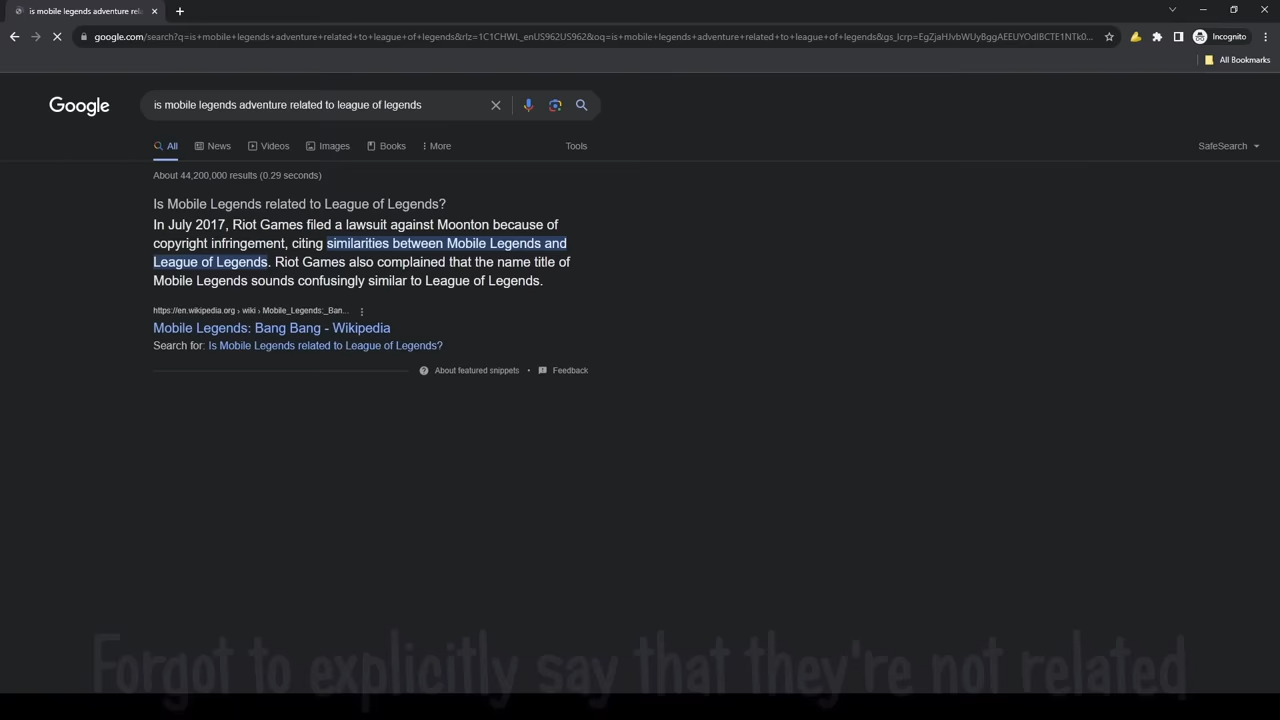 is mobile legends adventure rela
google.com/search?q=is+mobile+legends+adventure+related+to+league+of+legends&rlz=1C1CHWL_enUS962US962&oq=is+mobile+legends+adventure+related+to+league+of+legends&gs_lcrp=EgZjaHJvbWUyBggAEEUYOdIBCTE1NTk0...
Incognito
All Bookmarks
Google
is mobile legends adventure related to league of legends
All News Videos Images Books More Tools SafeSearch
About 44,200,000 results (0.29 seconds)
Is Mobile Legends related to League of Legends?
In July 2017, Riot Games filed a lawsuit against Moonton because of
copyright infringement, citing similarities between Mobile Legends and
League of Legends. Riot Games also complained that the name title of
Mobile Legends sounds confusingly similar to League of Legends.
https://en.wikipedia.org › wiki › Mobile_Legends:_Ban...
Mobile Legends: Bang Bang - Wikipedia
Search for: Is Mobile Legends related to League of Legends?
About featured snippets • Feedback
Forgot to explicitly say that they're not related